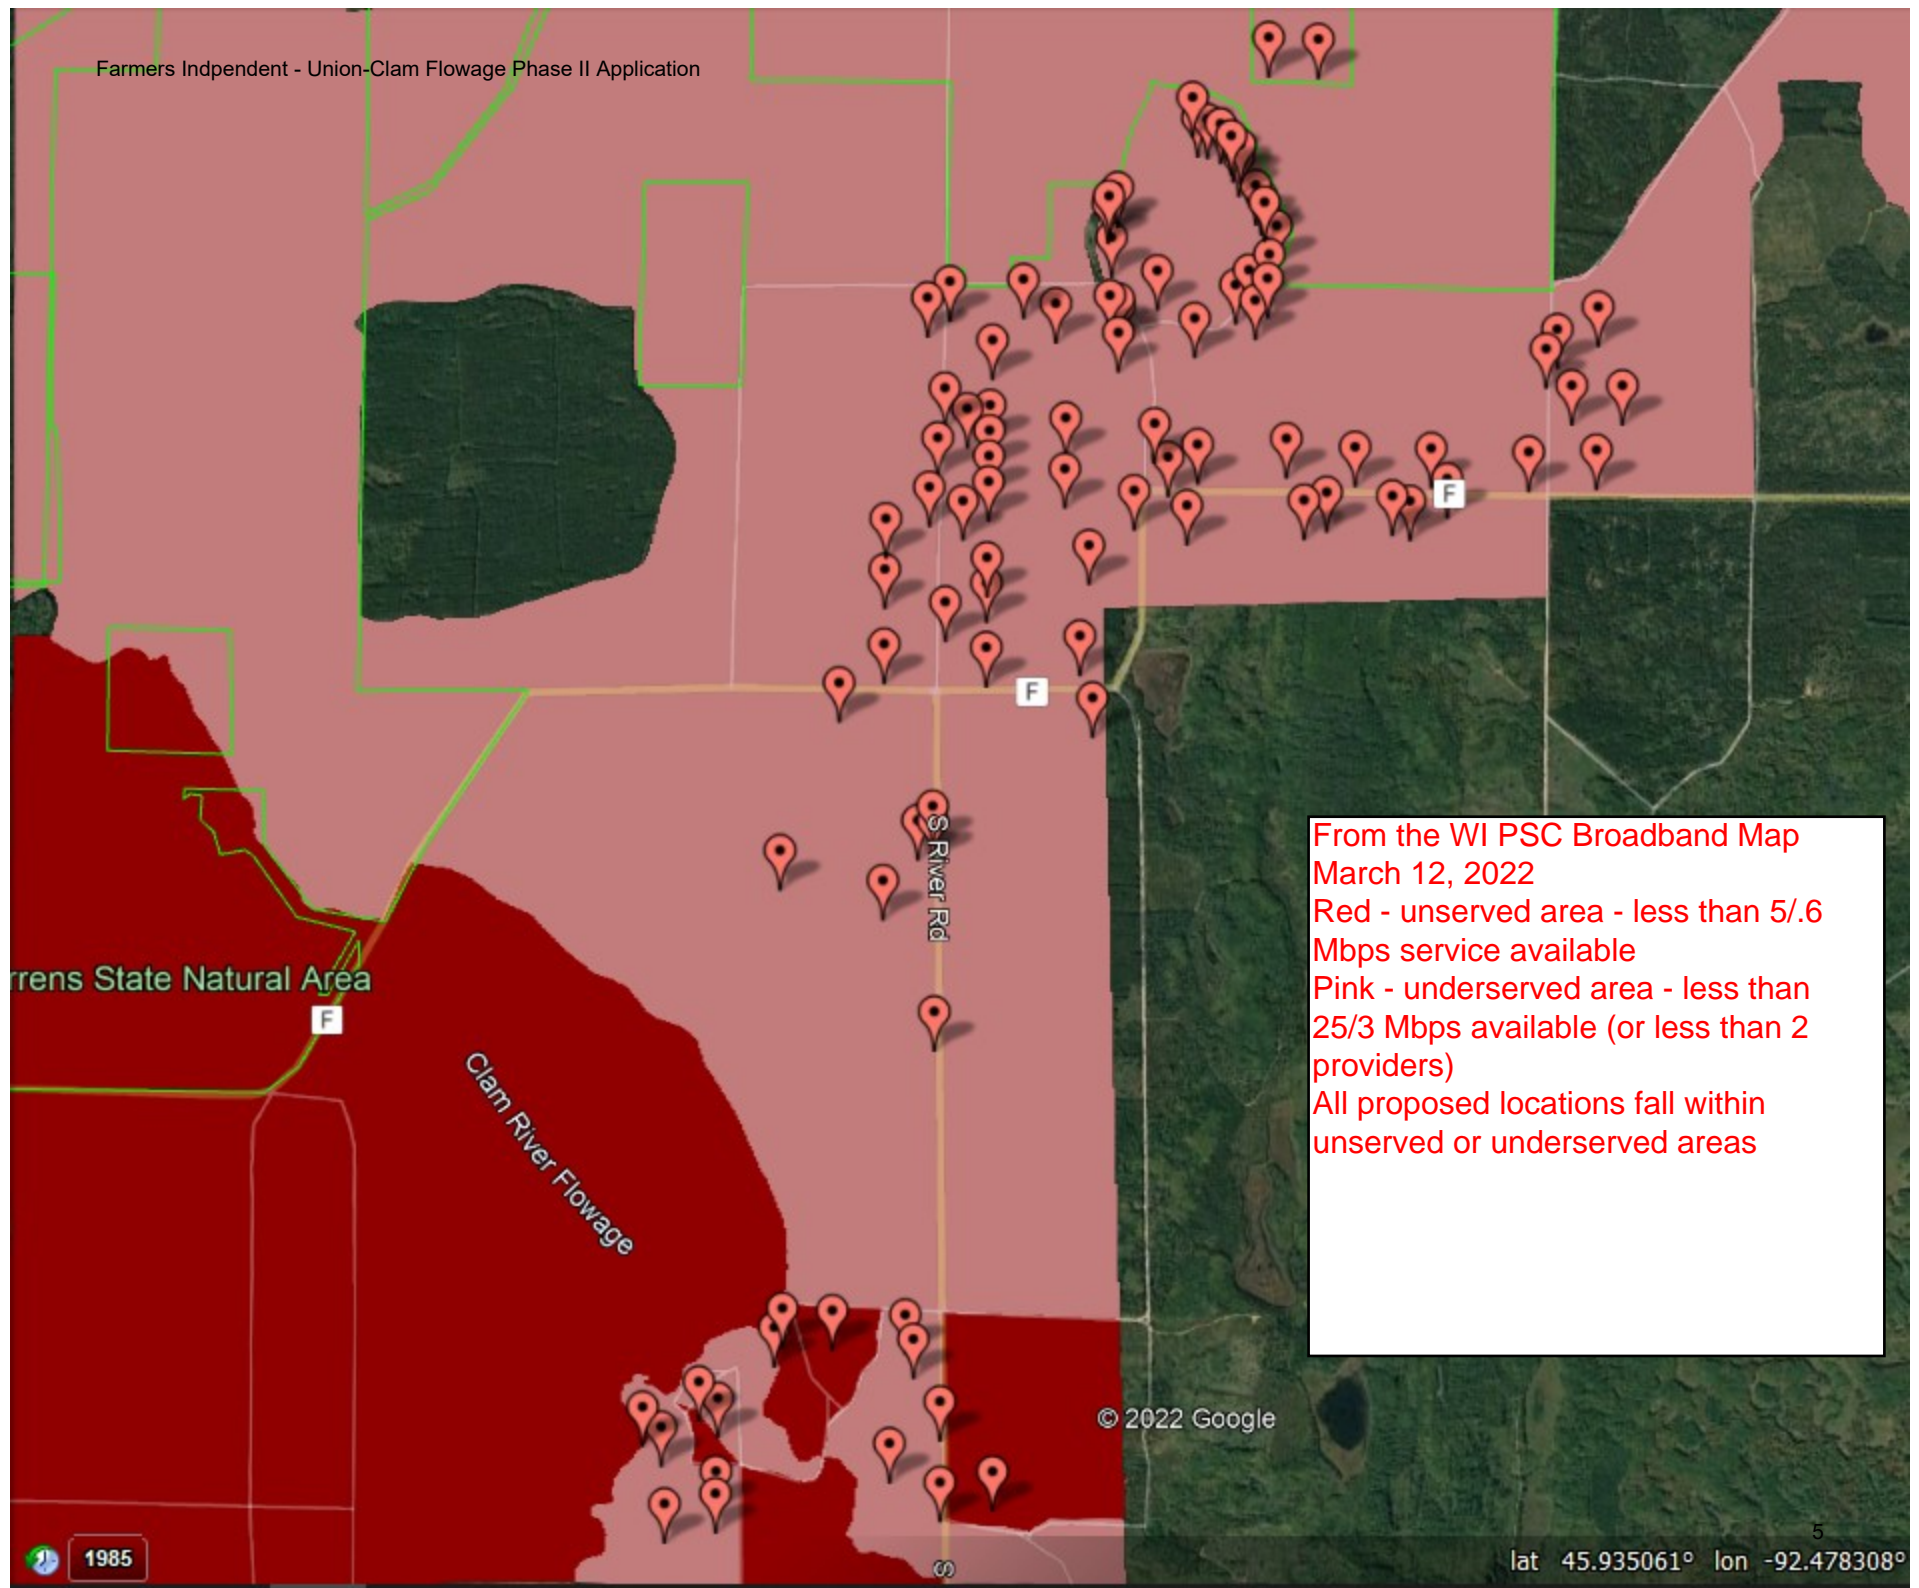 Farmers Indpendent - Union-Clam Flowage Phase II Application
F
F
S River Rd
From the WI PSC Broadband Map
March 12, 2022
Red - unserved area - less than 5/.6
Mbps service available
Pink - underserved area - less than
25/3 Mbps available (or less than 2
providers)
All proposed locations fall within
unserved or underserved areas
rrens State Natural Area
F
Clam River Flowage
© 2022 Google
5
1985
S
lat 45.935061° lon -92.478308°